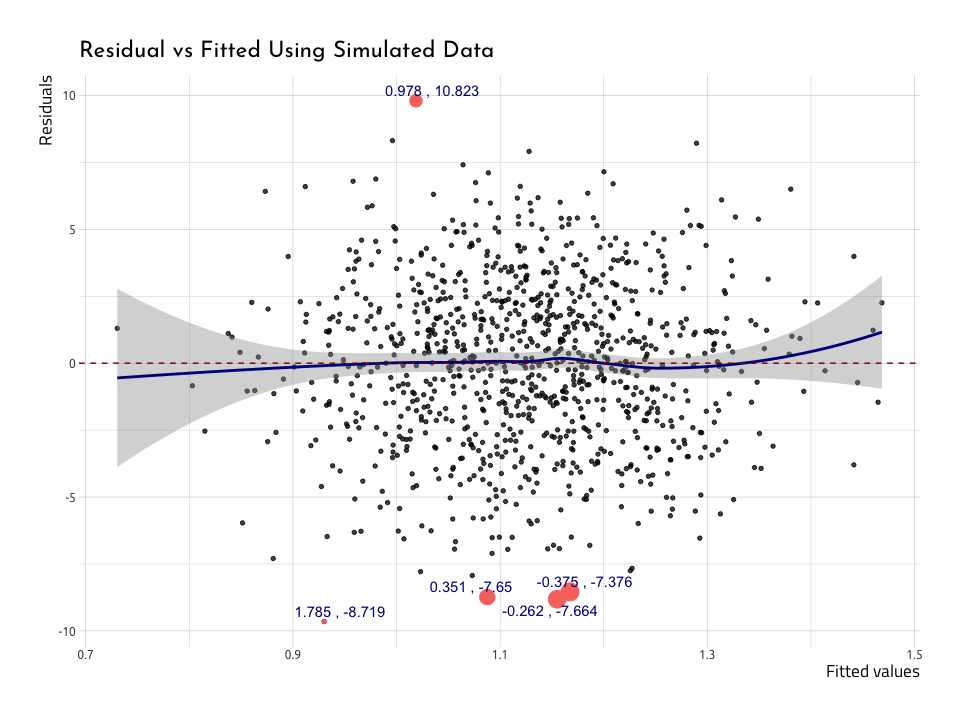 Residual vs Fitted Using Simulated Data
Residuals
10
5
0
-5
-10
0.978 , 10.823
0.351 , -7.65
-0.375 , -7.376
1.785 , -8.719
-0.262 , -7.664
0.7
0.9
1.1
1.3
1.5
Fitted values